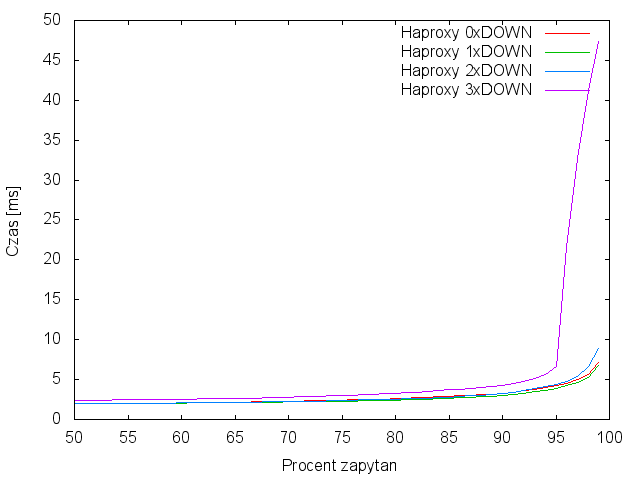 50
45
40
35
30
25
20
15
10
5
0
Czas [ms]
Haproxy 0xDOWN
Haproxy 1xDOWN
Haproxy 2xDOWN
Haproxy 3xDOWN
50 55 60 65 70 75 80 85 90 95 100
Procent zapytan